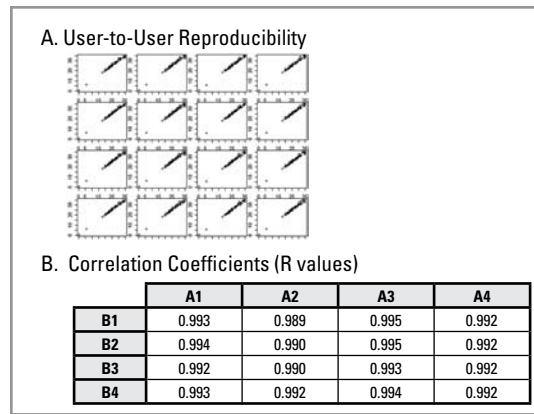 A. User-to-User Reproducibility
B. Correlation Coefficients (R values)
A1 A2 A3 A4
B1 0.993 0.989 0.995 0.992
B2 0.994 0.990 0.995 0.992
B3 0.992 0.990 0.993 0.992
B4 0.993 0.992 0.994 0.992